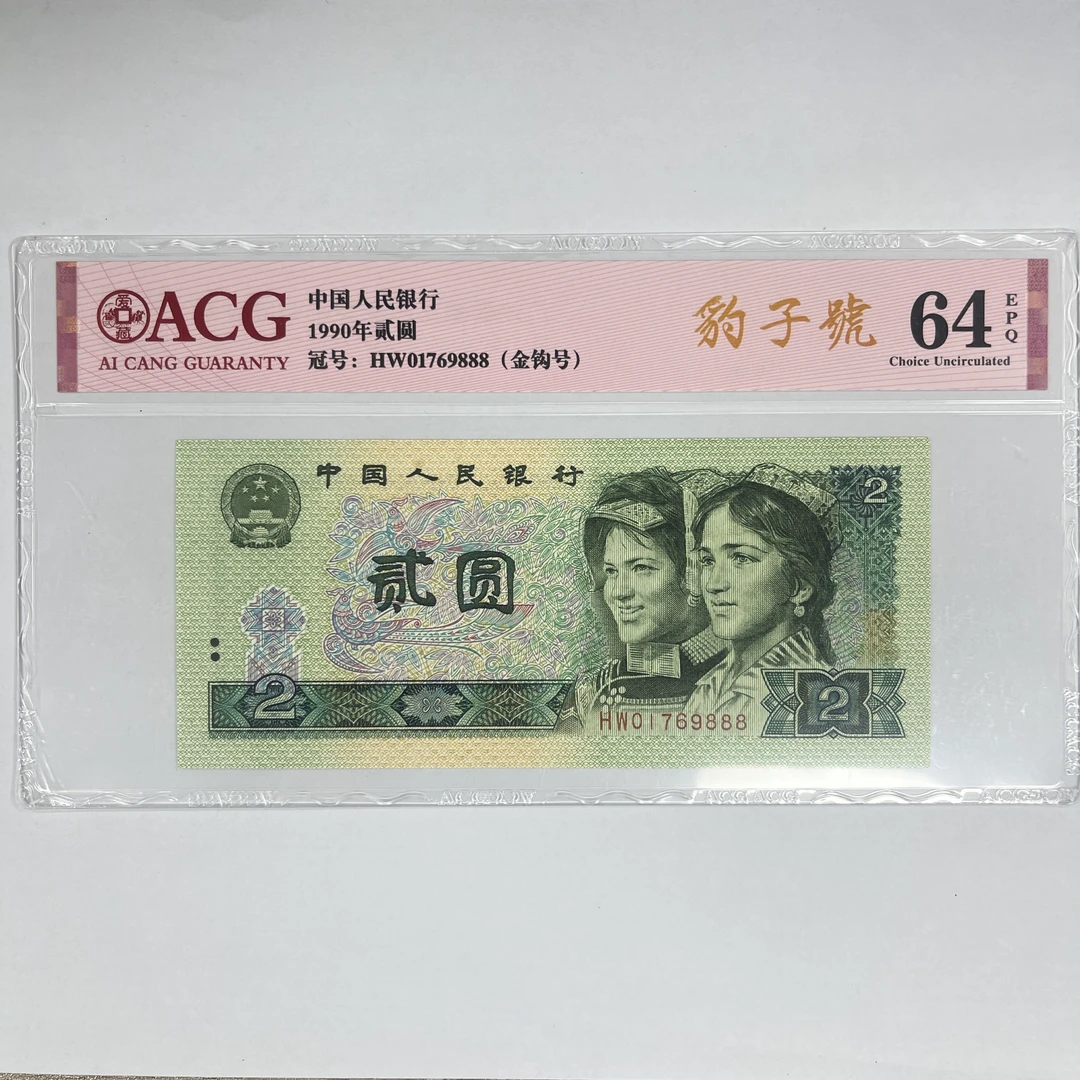 ACG
AI CANG GUARANTY
中国人民银行
1990年贰圆
冠号：HW01769888（金钩号）
豹子號
64
EPQ
Choice Uncirculated
中国人民银行
2
贰圆
2
HW01769888
2